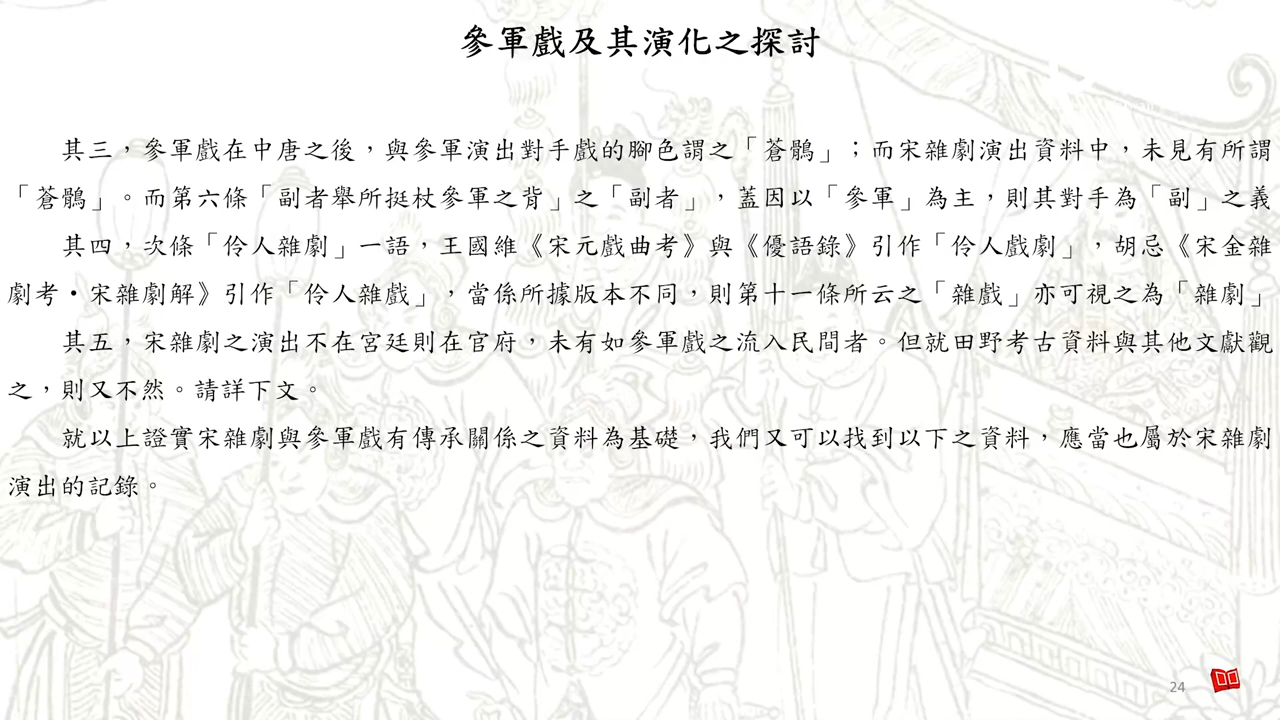 參軍戲及其演化之探討
其三，參軍戲在中唐之後，與參軍演出對手戲的腳色謂之「蒼鶻」；而宋雜劇演出資料中，未見有所謂
「蒼鶻」。而第六條「副者舉所挺杖參軍之背」之「副者」，蓋因以「參軍」為主，則其對手為「副」之義
其四，次條「伶人雜劇」一語，王國維《宋元戲曲考》與《優語錄》引作「伶人戲劇」，胡忌《宋金雜
劇考‧宋雜劇解》引作「伶人雜戲」，當係所據版本不同，則第十一條所云之「雜戲」亦可視之為「雜劇」
其五，宋雜劇之演出不在宮廷則在官府，未有如參軍戲之流入民間者。但就田野考古資料與其他文獻觀
之，則又不然。請詳下文。
就以上證實宋雜劇與參軍戲有傳承關係之資料為基礎，我們又可以找到以下之資料，應當也屬於宋雜劇
演出的記錄。
24